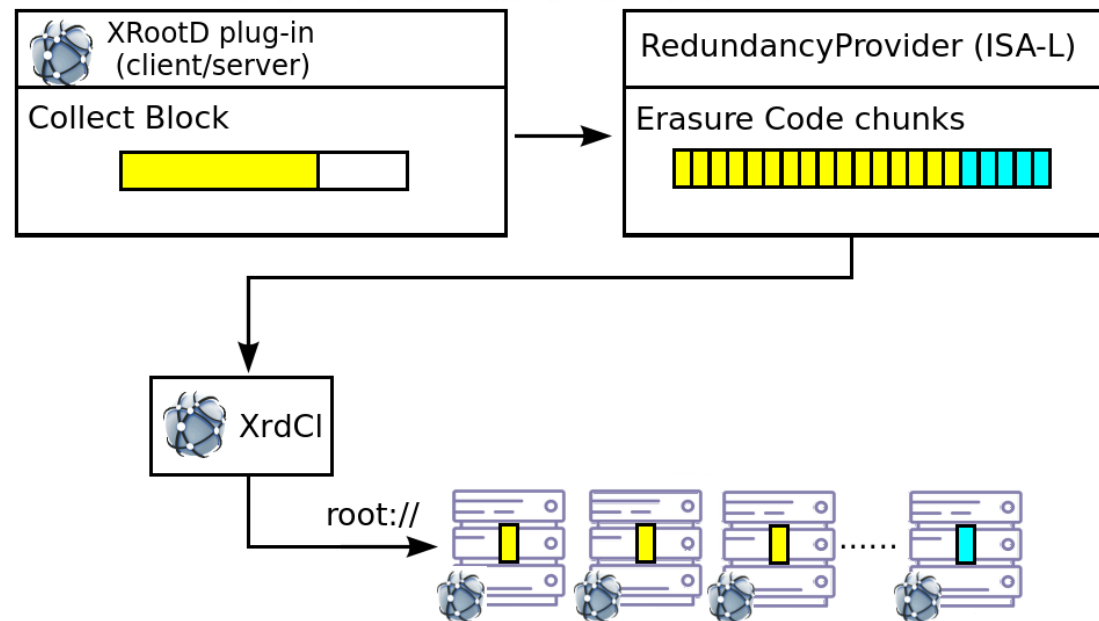 XRootD plug-in
(client/server)
Collect Block
RedundancyProvider (ISA-L)
Erasure Code chunks
XrdCl
root://
......